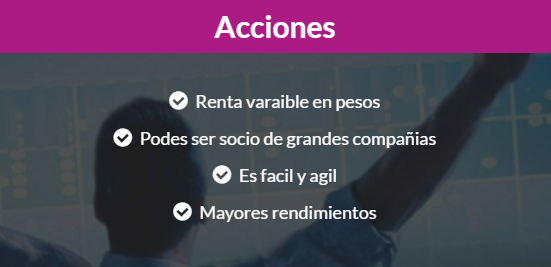 Acciones
Renta varaible en pesos
Podes ser socio de grandes compañias
Es facil y agil
Mayores rendimientos